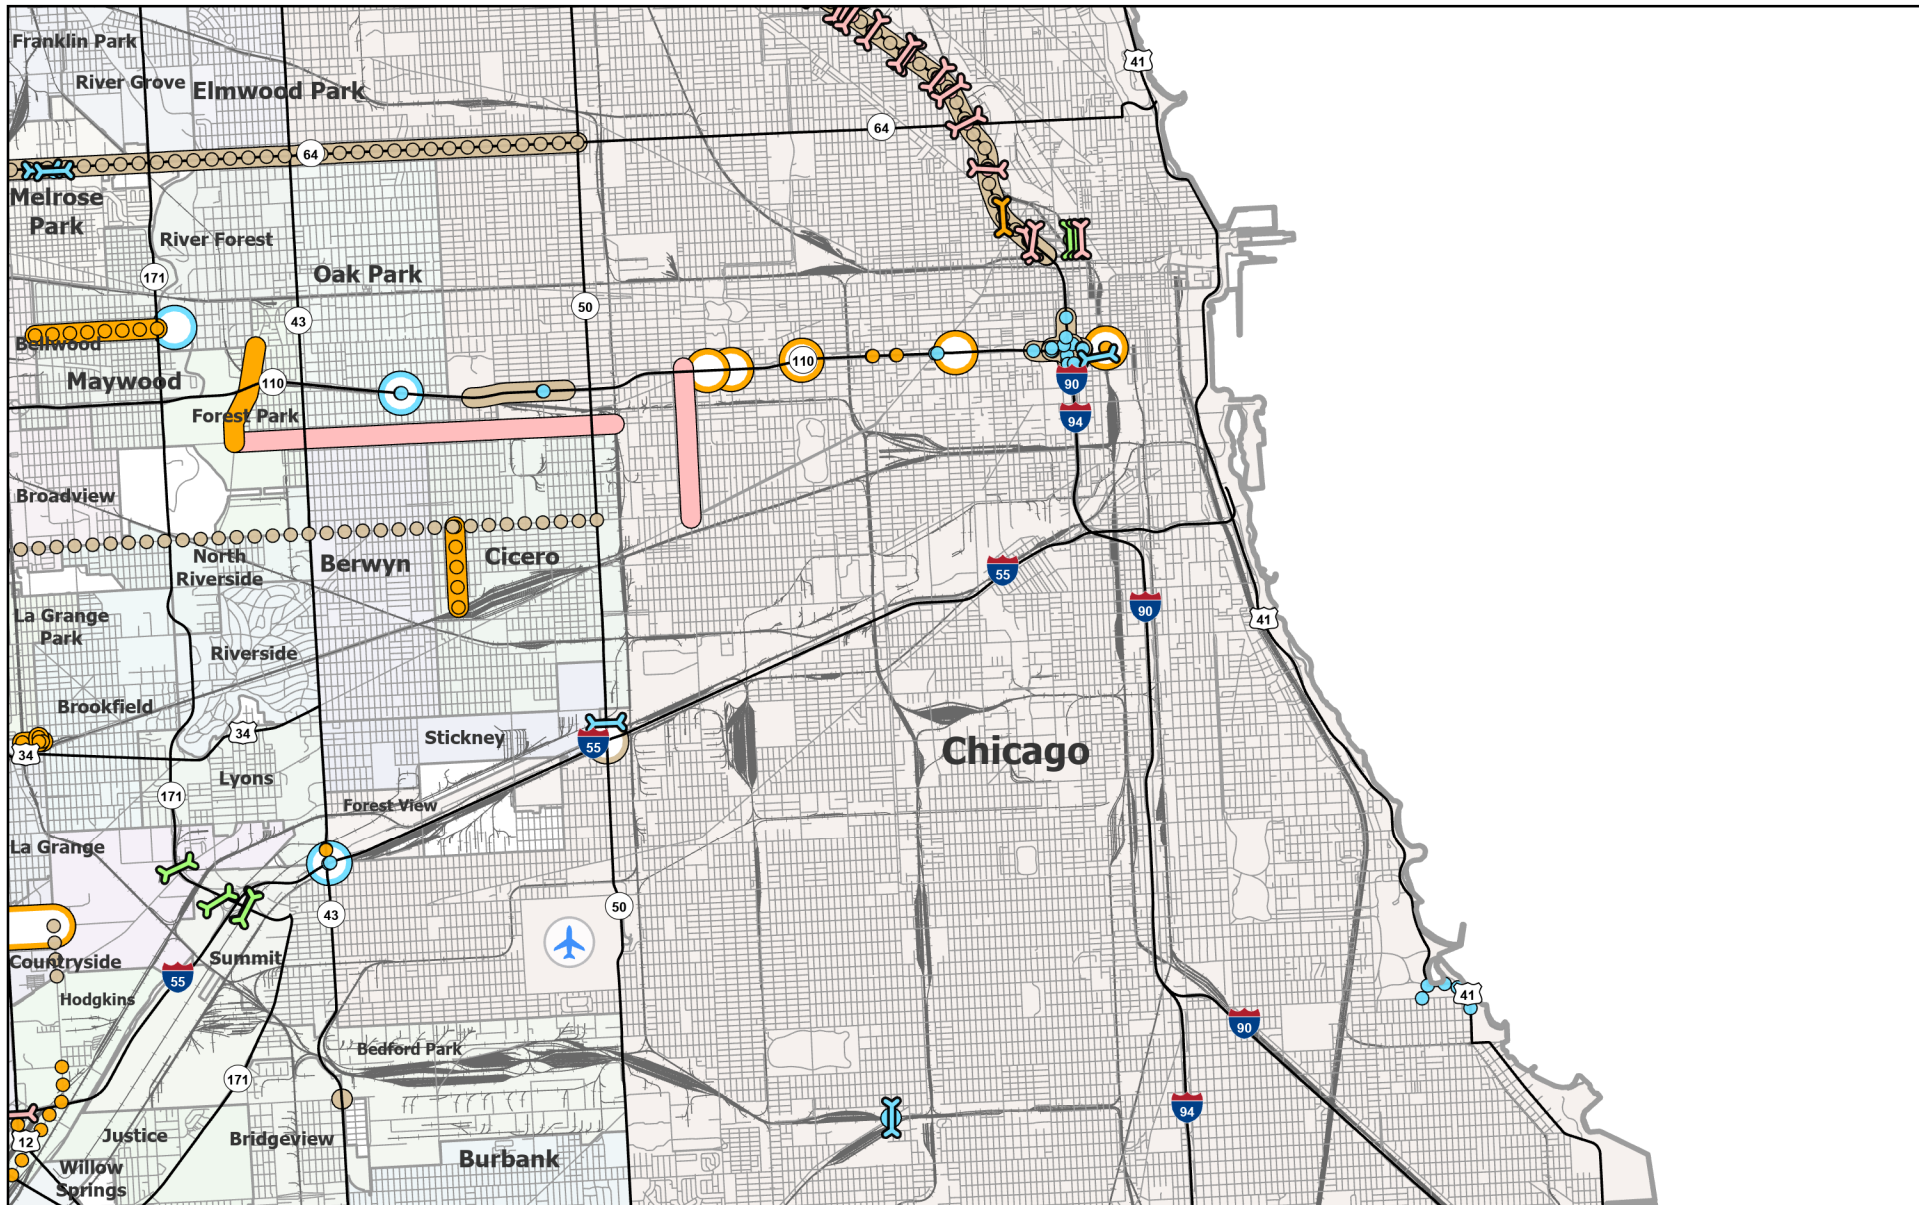 Franklin Park
41
River Grove
Elmwood Park
64
64
Melrose
Park
River Forest
171
Oak Park
50
43
Bellwood
110
Maywood
110
90
Forest Park
94
Broadview
North
Riverside
Berwyn
Cicero
55
90
La Grange
Park
41
Riverside
Brookfield
34
Stickney
55
34
Chicago
Lyons
171
Forest View
La Grange
50
43
Countryside
Summit
55
Hodgkins
41
90
Bedford Park
171
94
12
Justice
Bridgeview
Burbank
Willow
Springs